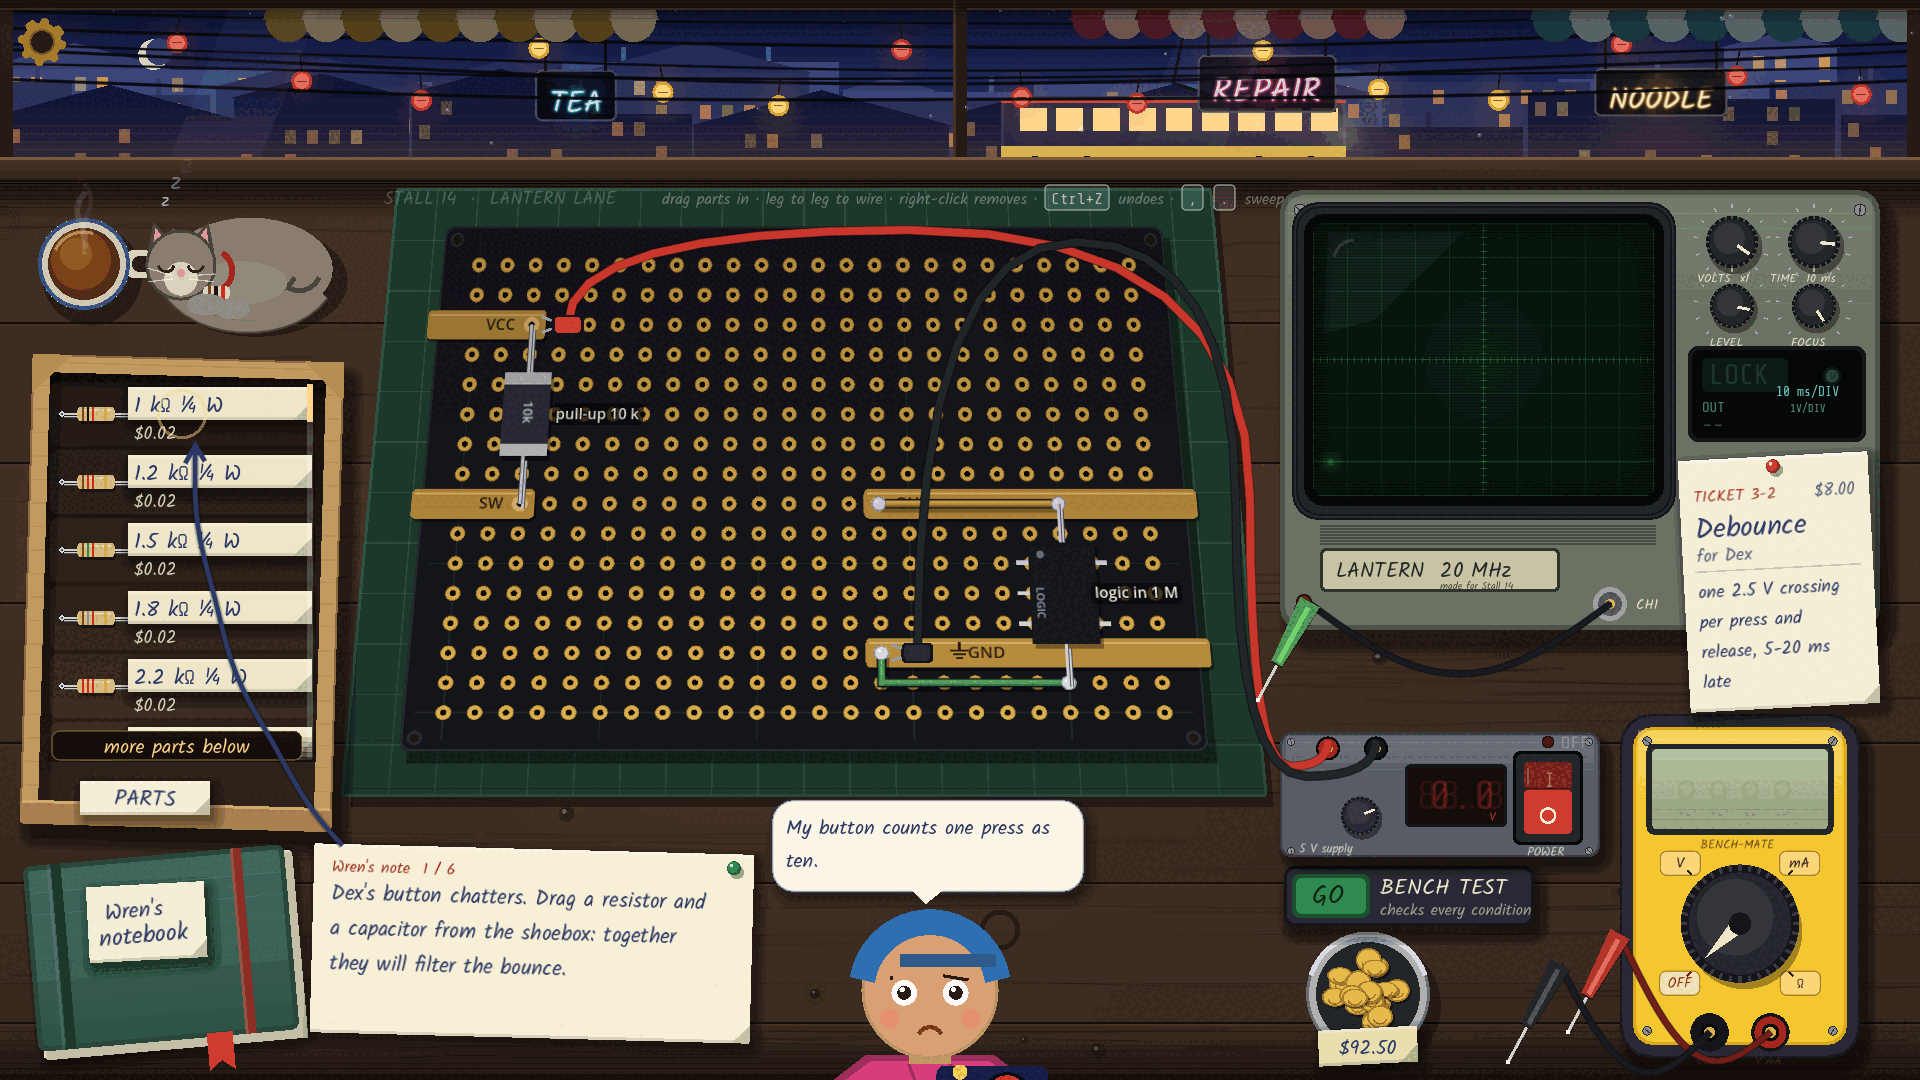 TEA
REPAIR
NOODLE
STALL 14 · LANTERN LANE
drag parts in · leg to leg to wire · right-click removes · Ctrl+Z undoes · , . sweep
z
z
z
VCC
10k
pull-up 10 k
SW
LOGIC
logic in 1 M
GND
1 kΩ ¼ W
$0.02
1.2 kΩ ¼ W
$0.02
1.5 kΩ ¼ W
$0.02
1.8 kΩ ¼ W
$0.02
2.2 kΩ ¼ W
$0.02
more parts below
PARTS
VOLTS x1
TIME 10 ms
LEVEL
FOCUS
LOCK
10 ms/DIV
OUT
1V/DIV
--
LANTERN 20 MHz
made for Stall 14
CH1
TICKET 3-2
$8.00
Debounce
for Dex
one 2.5 V crossing
per press and
release, 5-20 ms
late
OFF
0.0
V
I
O
5 V supply
POWER
GO
BENCH TEST
checks every condition
BENCH-MATE
V
mA
OFF
Ω
$92.50
Wren's
notebook
Wren's note 1 / 6
Dex's button chatters. Drag a resistor and
a capacitor from the shoebox: together
they will filter the bounce.
My button counts one press as
ten.